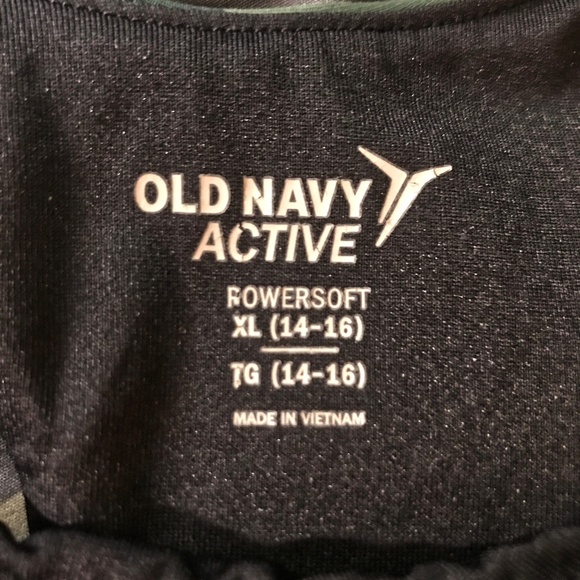 OLD NAVY
ACTIVE
POWERSOFT
XL (14-16)
TG (14-16)
MADE IN VIETNAM